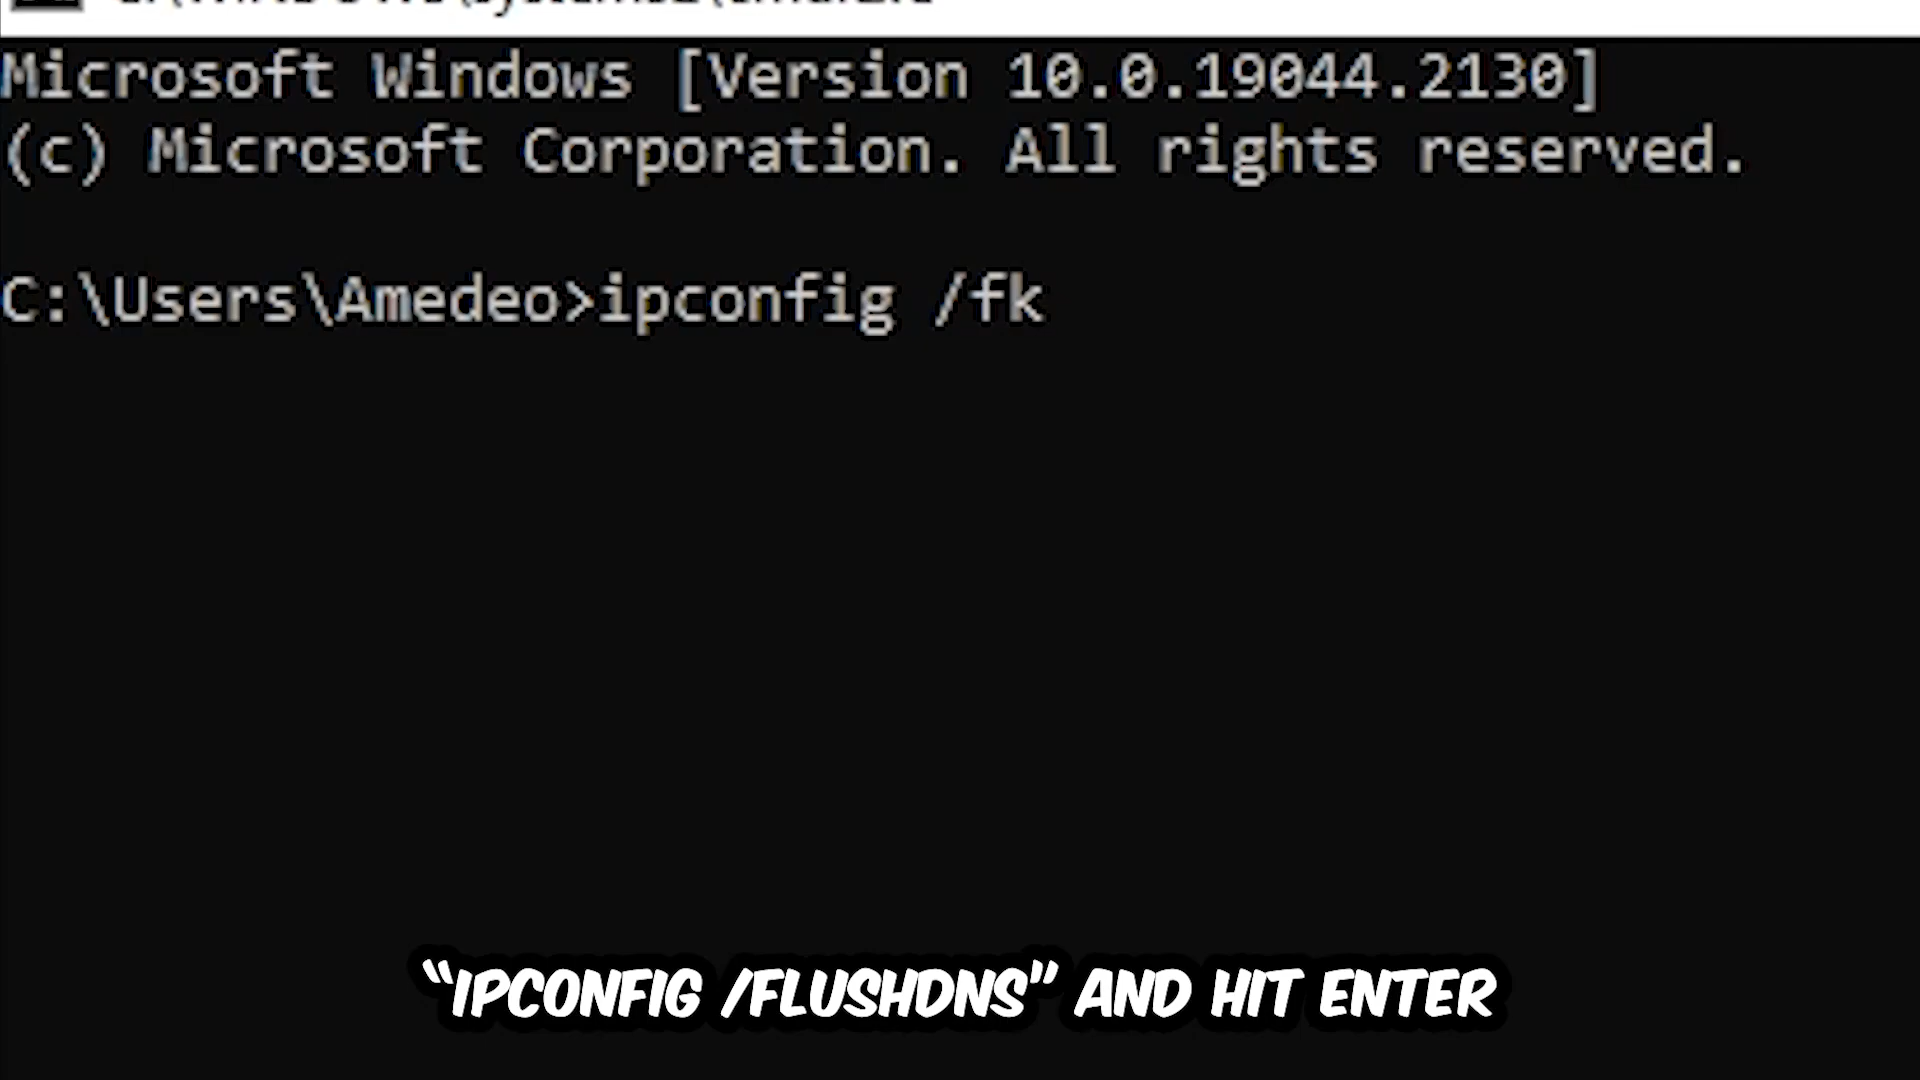 Microsoft Windows [Version 10.0.19044.2130]
(c) Microsoft Corporation. All rights reserved.
C:\Users\Amedeo>ipconfig /fk
“IPCONFIG /FLUSHDNS” AND HIT ENTER